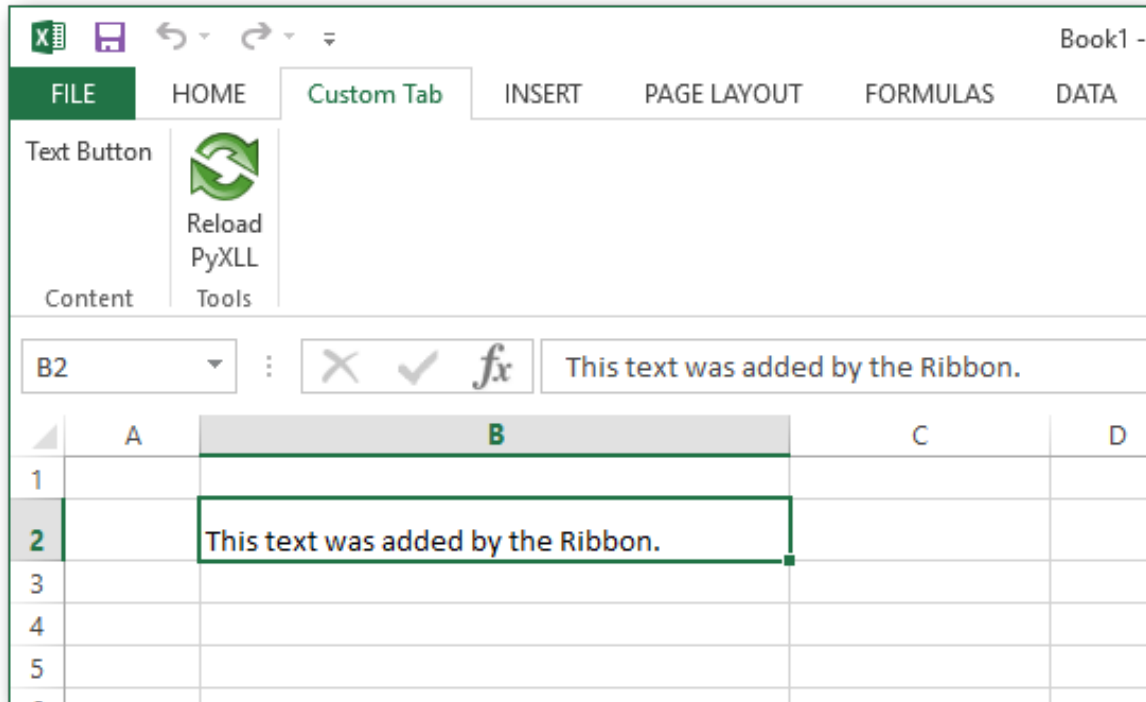 Book1 -
FILE HOME Custom Tab INSERT PAGE LAYOUT FORMULAS DATA
Text Button
Reload
PyXLL
Content Tools
B2 fx This text was added by the Ribbon.
A B C D
1
2 This text was added by the Ribbon.
3
4
5